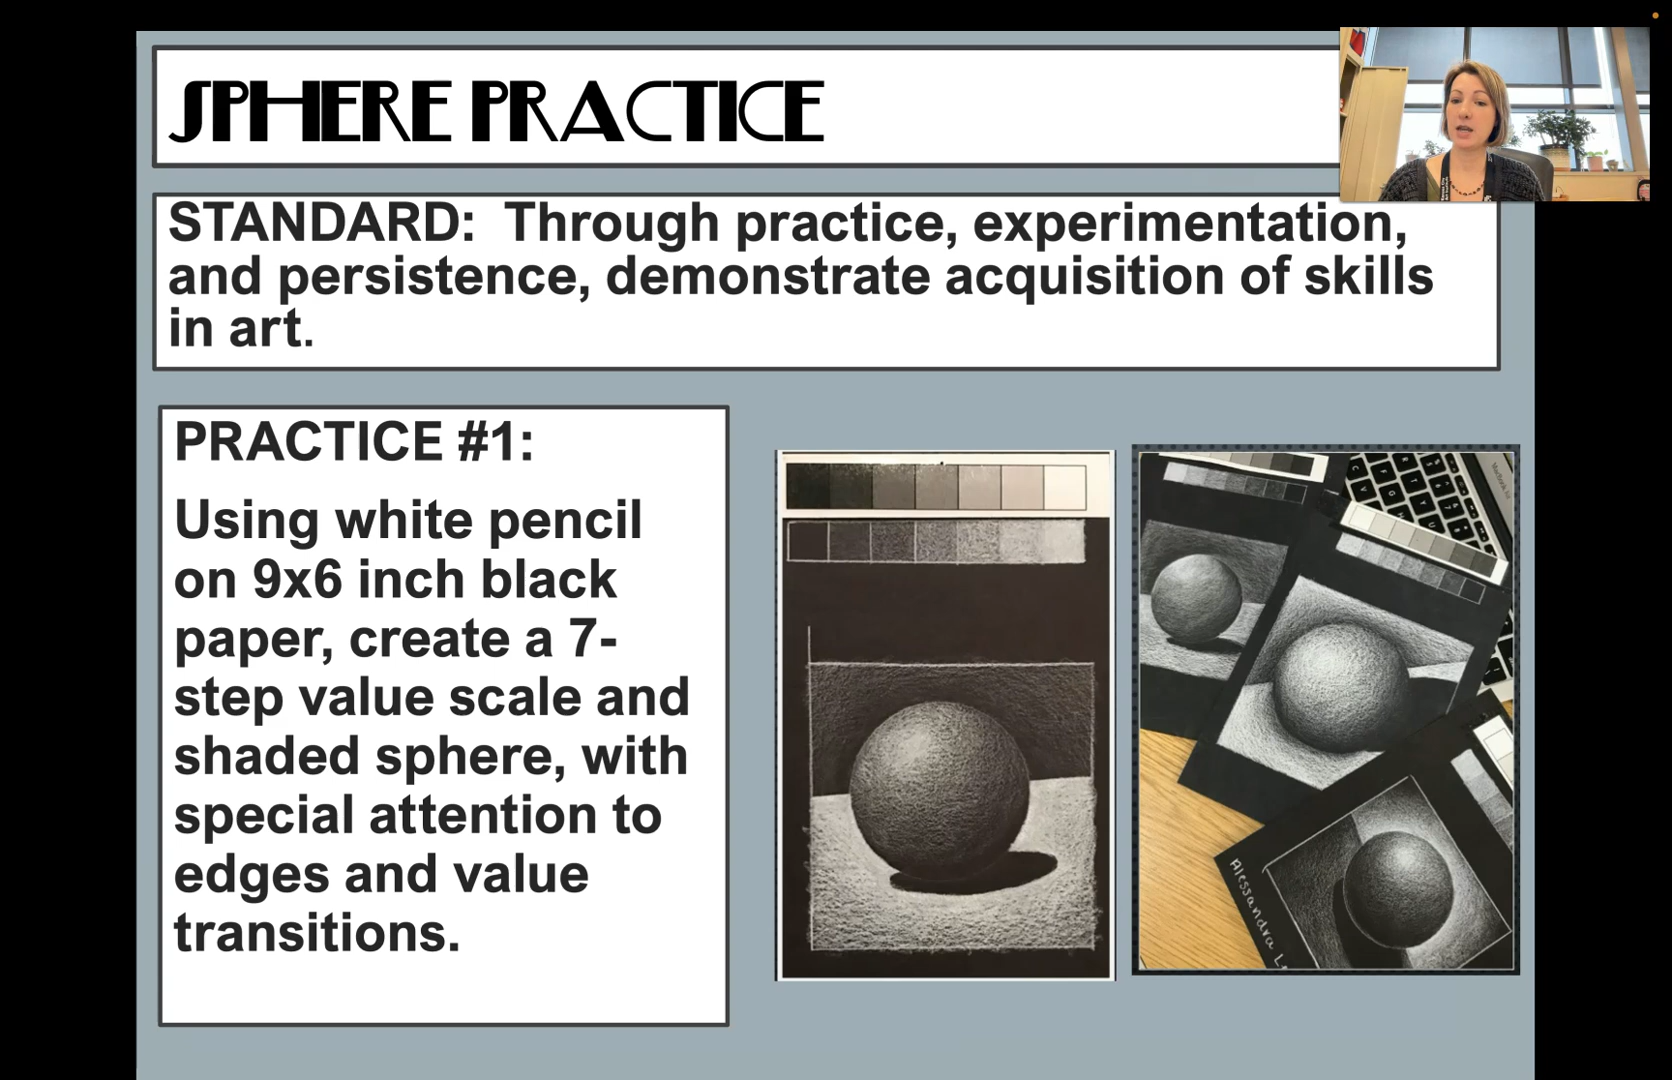 SPHERE PRACTICE
STANDARD:  Through practice, experimentation,
and persistence, demonstrate acquisition of skills
in art.
PRACTICE #1:
Using white pencil
on 9x6 inch black
paper, create a 7-
step value scale and
shaded sphere, with
special attention to
edges and value
transitions.
Alessandra